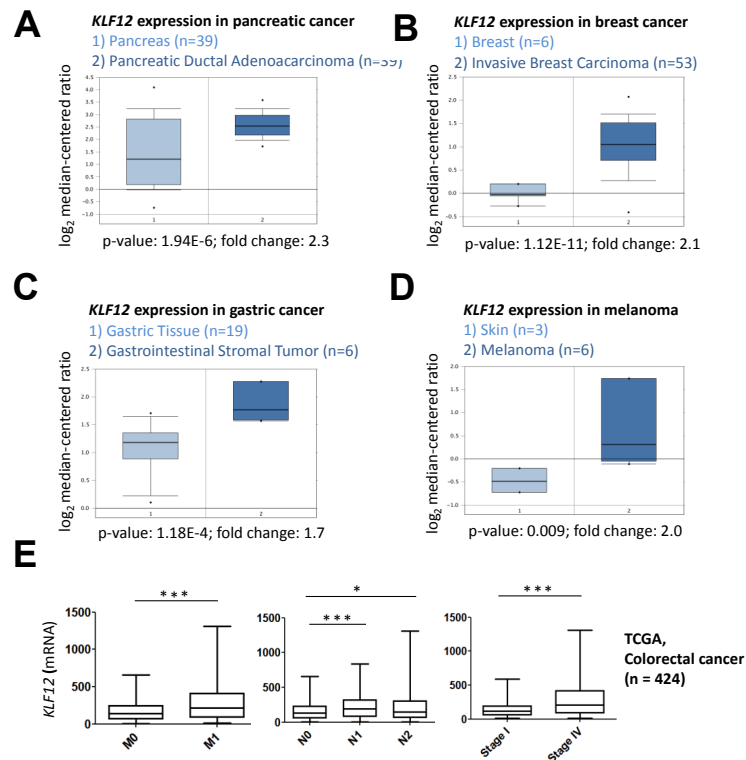 A
KLF12 expression in pancreatic cancer
1) Pancreas (n=39)
2) Pancreatic Ductal Adenoacarcinoma (n=39)
log2 median-centered ratio
4.5
4.0
3.5
3.0
2.5
2.0
1.5
1.0
0.5
0.0
-0.5
-1.0
1
2
p-value: 1.94E-6; fold change: 2.3
B
KLF12 expression in breast cancer
1) Breast (n=6)
2) Invasive Breast Carcinoma (n=53)
log2 median-centered ratio
2.5
2.0
1.5
1.0
0.5
0.0
-0.5
1
2
p-value: 1.12E-11; fold change: 2.1
C
KLF12 expression in gastric cancer
1) Gastric Tissue (n=19)
2) Gastrointestinal Stromal Tumor (n=6)
log2 median-centered ratio
2.5
2.0
1.5
1.0
0.5
0.0
1
2
p-value: 1.18E-4; fold change: 1.7
D
KLF12 expression in melanoma
1) Skin (n=3)
2) Melanoma (n=6)
log2 median-centered ratio
2.0
1.5
1.0
0.5
0.0
-0.5
-1.0
1
2
p-value: 0.009; fold change: 2.0
E
KLF12 (mRNA)
1500
1000
500
0
***
M0
M1
1500
1000
500
0
*
***
N0
N1
N2
1500
1000
500
0
***
Stage I
Stage IV
TCGA,
Colorectal cancer
(n = 424)